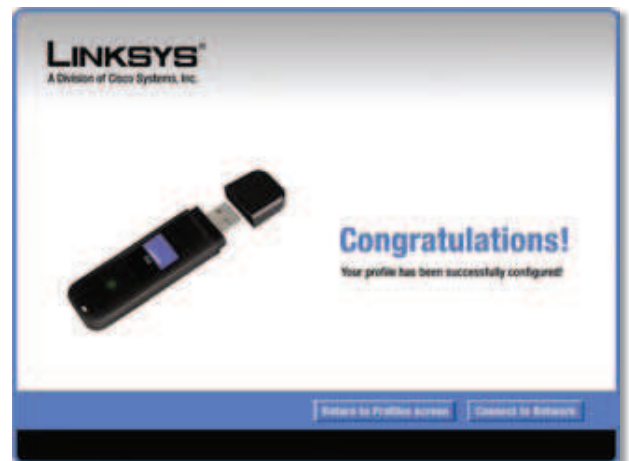 LINKSYS®
A Division of Cisco Systems, Inc.
Congratulations!
Your profile has been successfully configured!
Return to Profiles screen
Connect to Network